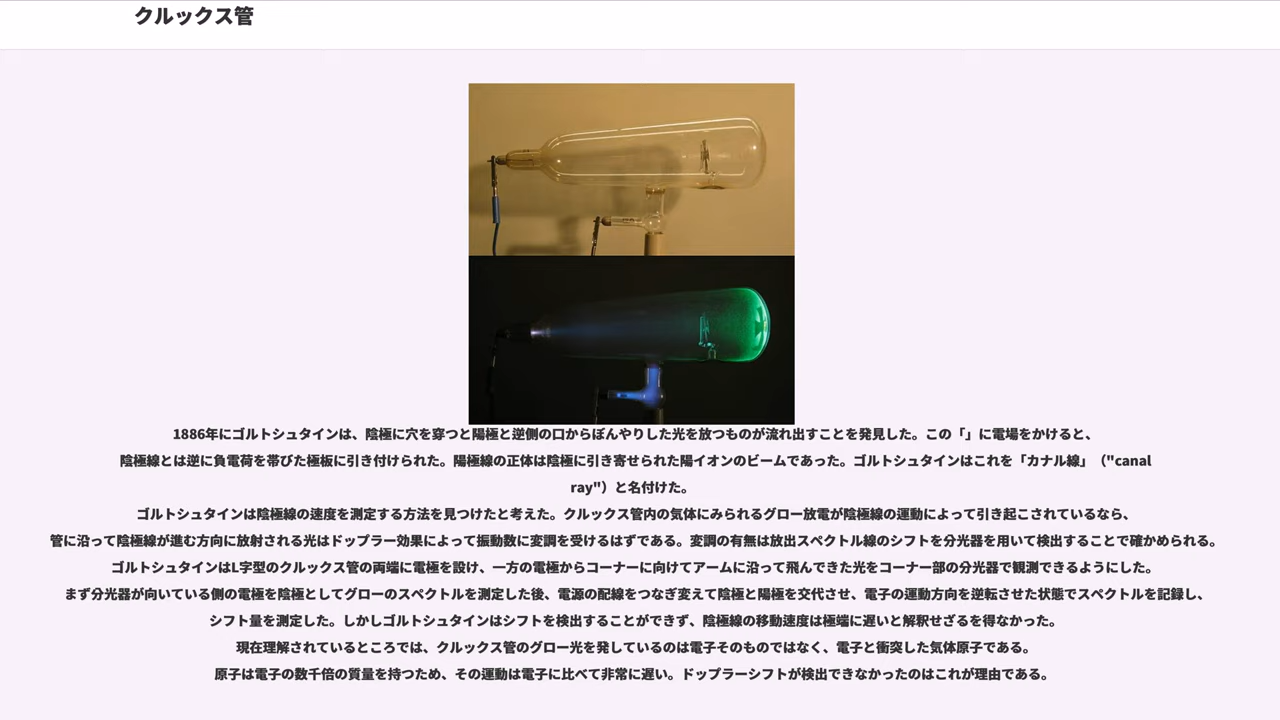 クルックス管
1886年にゴルトシュタインは、陰極に穴を穿つと陽極と逆側の口からぼんやりした光を放つものが流れ出すことを発見した。この「」に電場をかけると、
陰極線とは逆に負電荷を帯びた極板に引き付けられた。陽極線の正体は陰極に引き寄せられた陽イオンのビームであった。ゴルトシュタインはこれを「カナル線」（"canal
ray"）と名付けた。
ゴルトシュタインは陰極線の速度を測定する方法を見つけたと考えた。クルックス管内の気体にみられるグロー放電が陰極線の運動によって引き起こされているなら、
管に沿って陰極線が進む方向に放射される光はドップラー効果によって振動数に変調を受けるはずである。変調の有無は放出スペクトル線のシフトを分光器を用いて検出することで確かめられる。
ゴルトシュタインはL字型のクルックス管の両端に電極を設け、一方の電極からコーナーに向けてアームに沿って飛んできた光をコーナー部の分光器で観測できるようにした。
まず分光器が向いている側の電極を陰極としてグローのスペクトルを測定した後、電源の配線をつなぎ変えて陰極と陽極を交代させ、電子の運動方向を逆転させた状態でスペクトルを記録し、
シフト量を測定した。しかしゴルトシュタインはシフトを検出することができず、陰極線の移動速度は極端に遅いと解釈せざるを得なかった。
現在理解されているところでは、クルックス管のグロー光を発しているのは電子そのものではなく、電子と衝突した気体原子である。
原子は電子の数千倍の質量を持つため、その運動は電子に比べて非常に遅い。ドップラーシフトが検出できなかったのはこれが理由である。